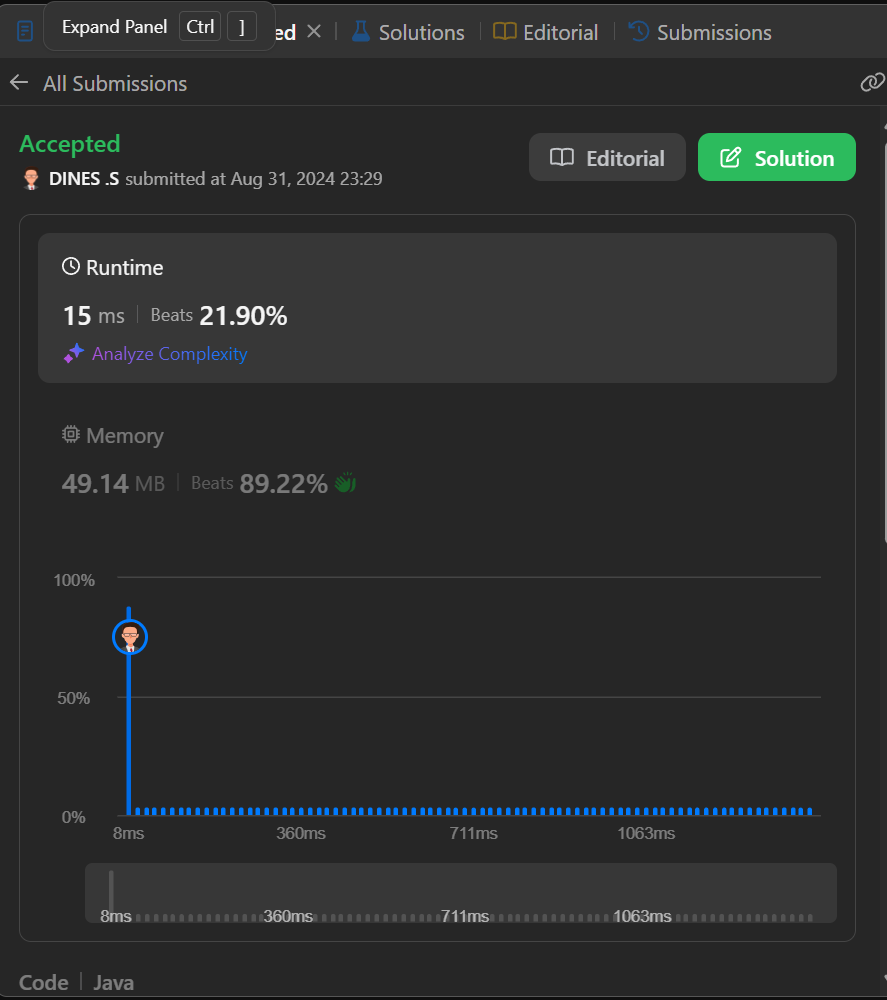 Expand Panel Ctrl ] ed Solutions Editorial Submissions
All Submissions
Accepted
DINES .S submitted at Aug 31, 2024 23:29
Editorial Solution
Runtime
15 ms Beats 21.90%
Analyze Complexity
Memory
49.14 MB Beats 89.22%
100%
50%
0%
8ms 360ms 711ms 1063ms
8ms 360ms 711ms 1063ms
Code Java